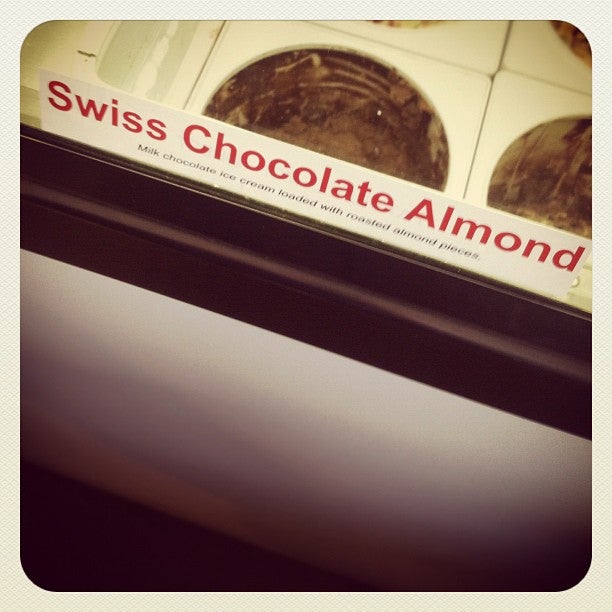 Swiss Chocolate Almond
Milk chocolate ice cream loaded with roasted almond pieces.